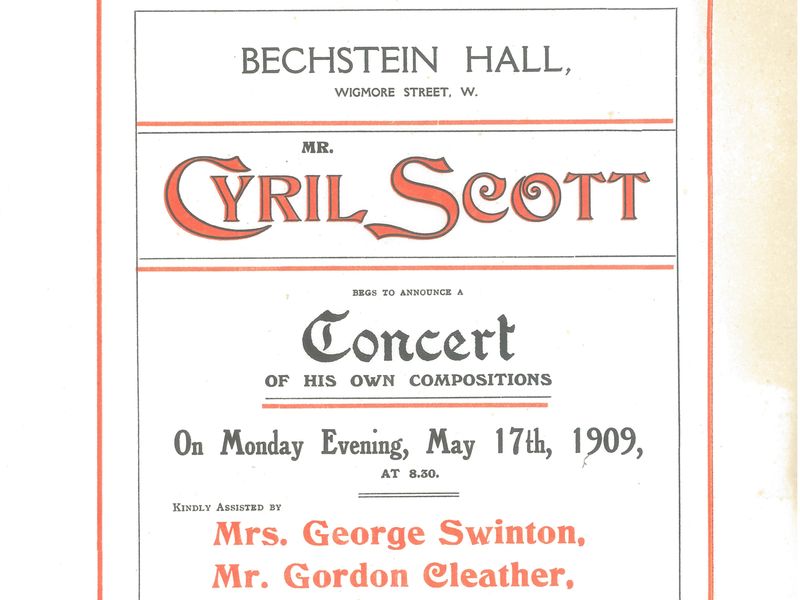 BECHSTEIN HALL,
WIGMORE STREET, W.
MR.
CYRIL SCOTT
BEGS TO ANNOUNCE A
Concert
OF HIS OWN COMPOSITIONS
On Monday Evening, May 17th, 1909,
AT 8.30.
KINDLY ASSISTED BY
Mrs. George Swinton,
Mr. Gordon Cleather,